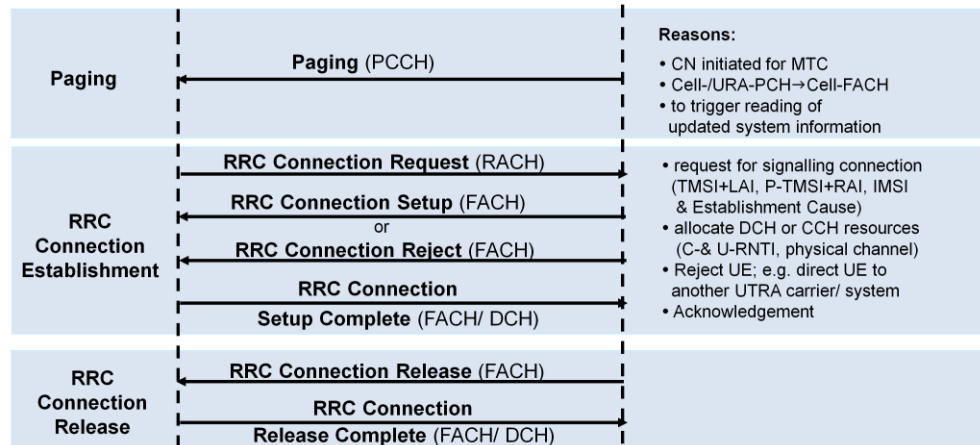 Paging
Paging (PCCH)
Reasons:
• CN initiated for MTC
• Cell-/URA-PCH→Cell-FACH
• to trigger reading of
updated system information
RRC
Connection
Establishment
RRC Connection Request (RACH)
RRC Connection Setup (FACH)
or
RRC Connection Reject (FACH)
RRC Connection
Setup Complete (FACH/ DCH)
• request for signalling connection
(TMSI+LAI, P-TMSI+RAI, IMSI
& Establishment Cause)
• allocate DCH or CCH resources
(C-& U-RNTI, physical channel)
• Reject UE; e.g. direct UE to
another UTRA carrier/ system
• Acknowledgement
RRC
Connection
Release
RRC Connection Release (FACH)
RRC Connection
Release Complete (FACH/ DCH)